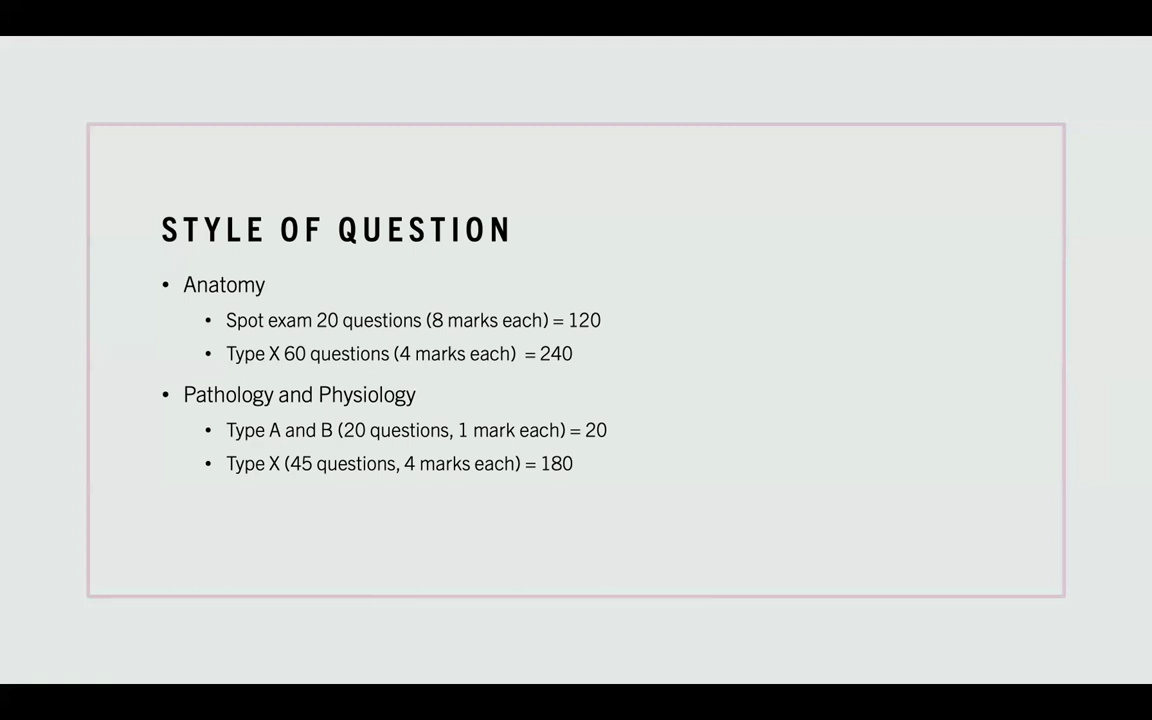 STYLE OF QUESTION
• Anatomy
• Spot exam 20 questions (8 marks each) = 120
• Type X 60 questions (4 marks each) = 240
• Pathology and Physiology
• Type A and B (20 questions, 1 mark each) = 20
• Type X (45 questions, 4 marks each) = 180